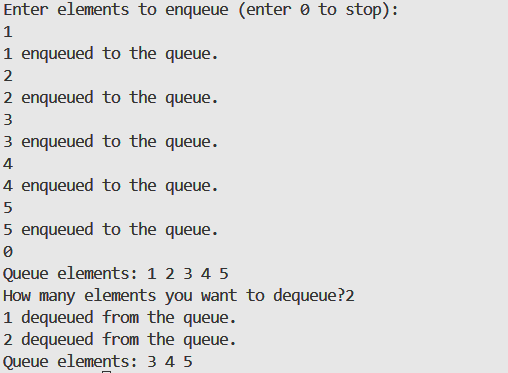 Enter elements to enqueue (enter 0 to stop):
1
1 enqueued to the queue.
2
2 enqueued to the queue.
3
3 enqueued to the queue.
4
4 enqueued to the queue.
5
5 enqueued to the queue.
0
Queue elements: 1 2 3 4 5
How many elements you want to dequeue?2
1 dequeued from the queue.
2 dequeued from the queue.
Queue elements: 3 4 5